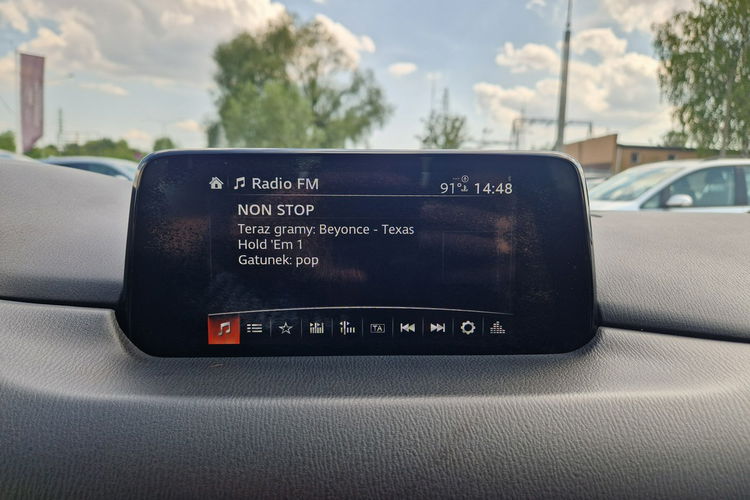 Radio FM
91° 14:48
NON STOP
Teraz gramy: Beyonce - Texas
Hold 'Em 1
Gatunek: pop
TA